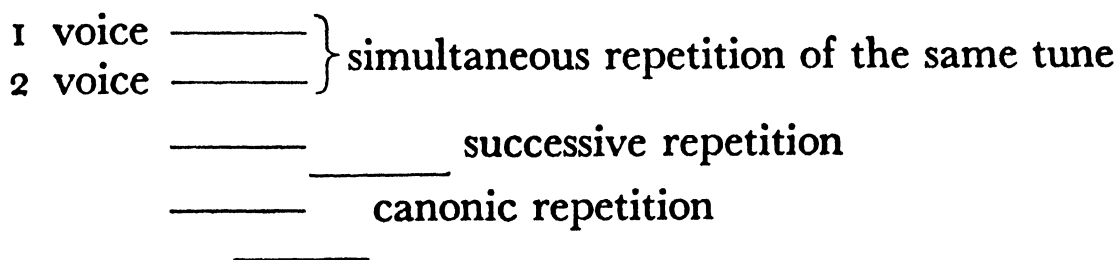 1 voice
2 voice
simultaneous repetition of the same tune
successive repetition
canonic repetition